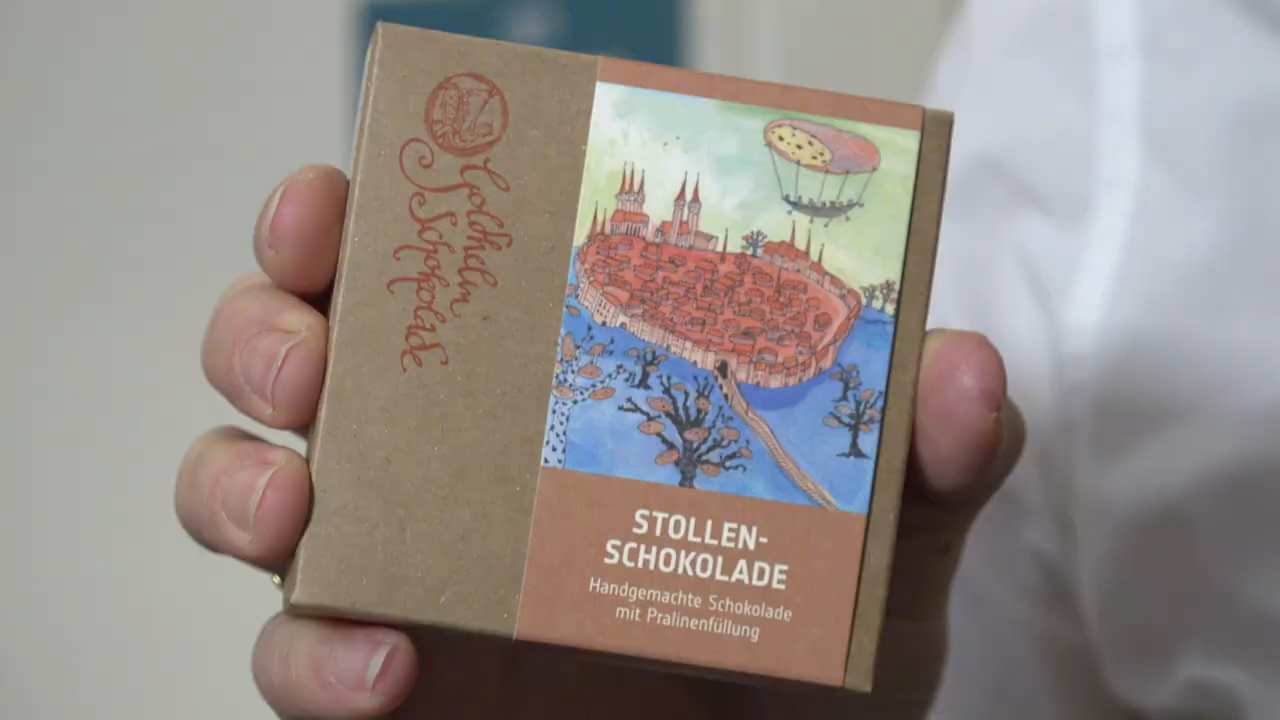 Goldhelm
Schokolade
STOLLEN-
SCHOKOLADE
Handgemachte Schokolade
mit Pralinenfüllung